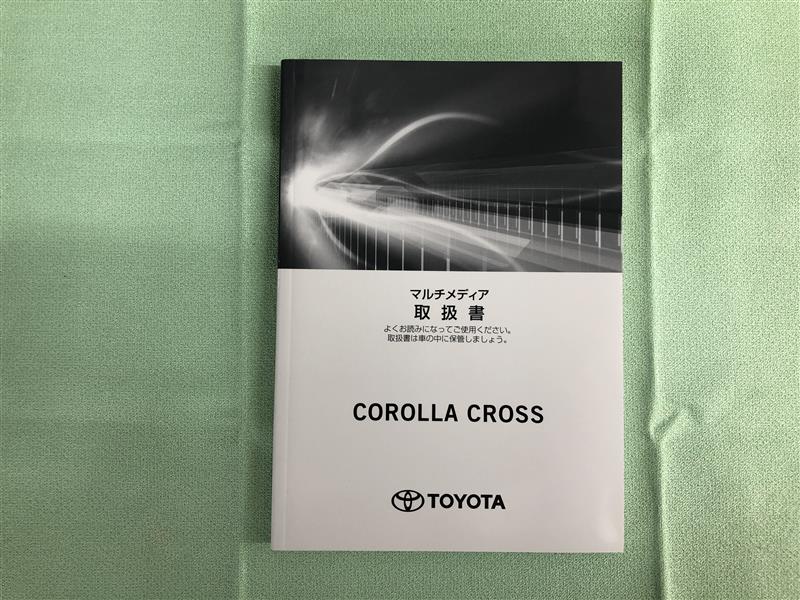 マルチメディア
取扱書
よくお読みになってご使用ください。
取扱書は車の中に保管しましょう。
COROLLA CROSS
TOYOTA